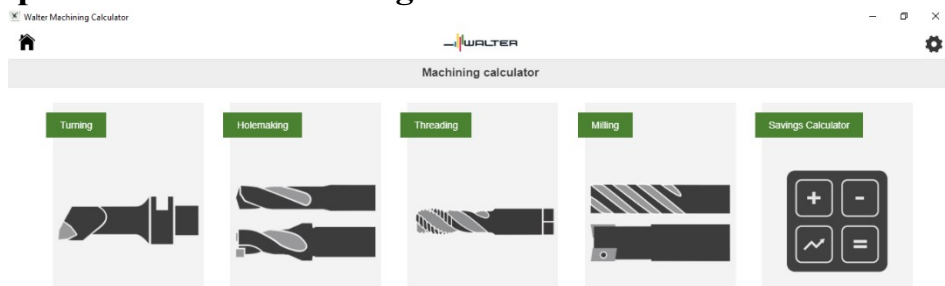 Walter Machining Calculator
WALTER
Machining calculator
Turning
Holemaking
Threading
Milling
Savings Calculator